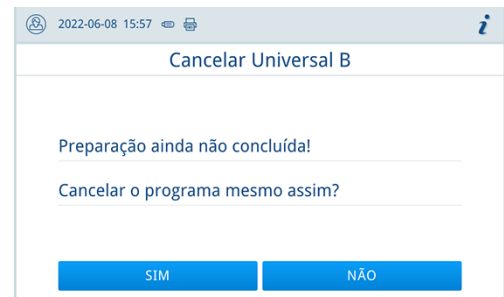 2022-06-08 15:57
i
Cancelar Universal B
Preparação ainda não concluída!
Cancelar o programa mesmo assim?
SIM
NÃO